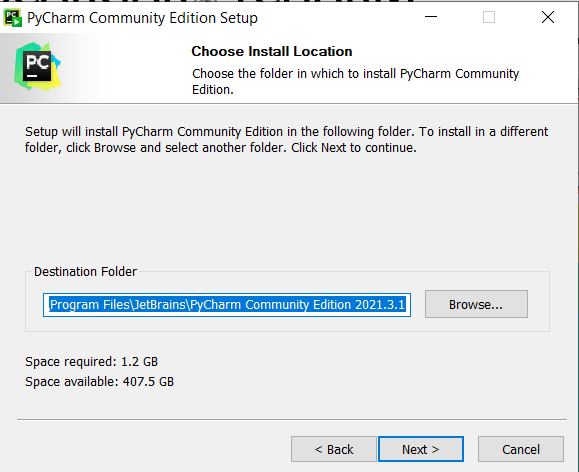 PC
PyCharm Community Edition Setup
PC
Choose Install Location
Choose the folder in which to install PyCharm Community
Edition.
Setup will install PyCharm Community Edition in the following folder. To install in a different
folder, click Browse and select another folder. Click Next to continue.
Destination Folder
Program Files\JetBrains\PyCharm Community Edition 2021.3.1
Browse...
Space required: 1.2 GB
Space available: 407.5 GB
< Back
Next >
Cancel